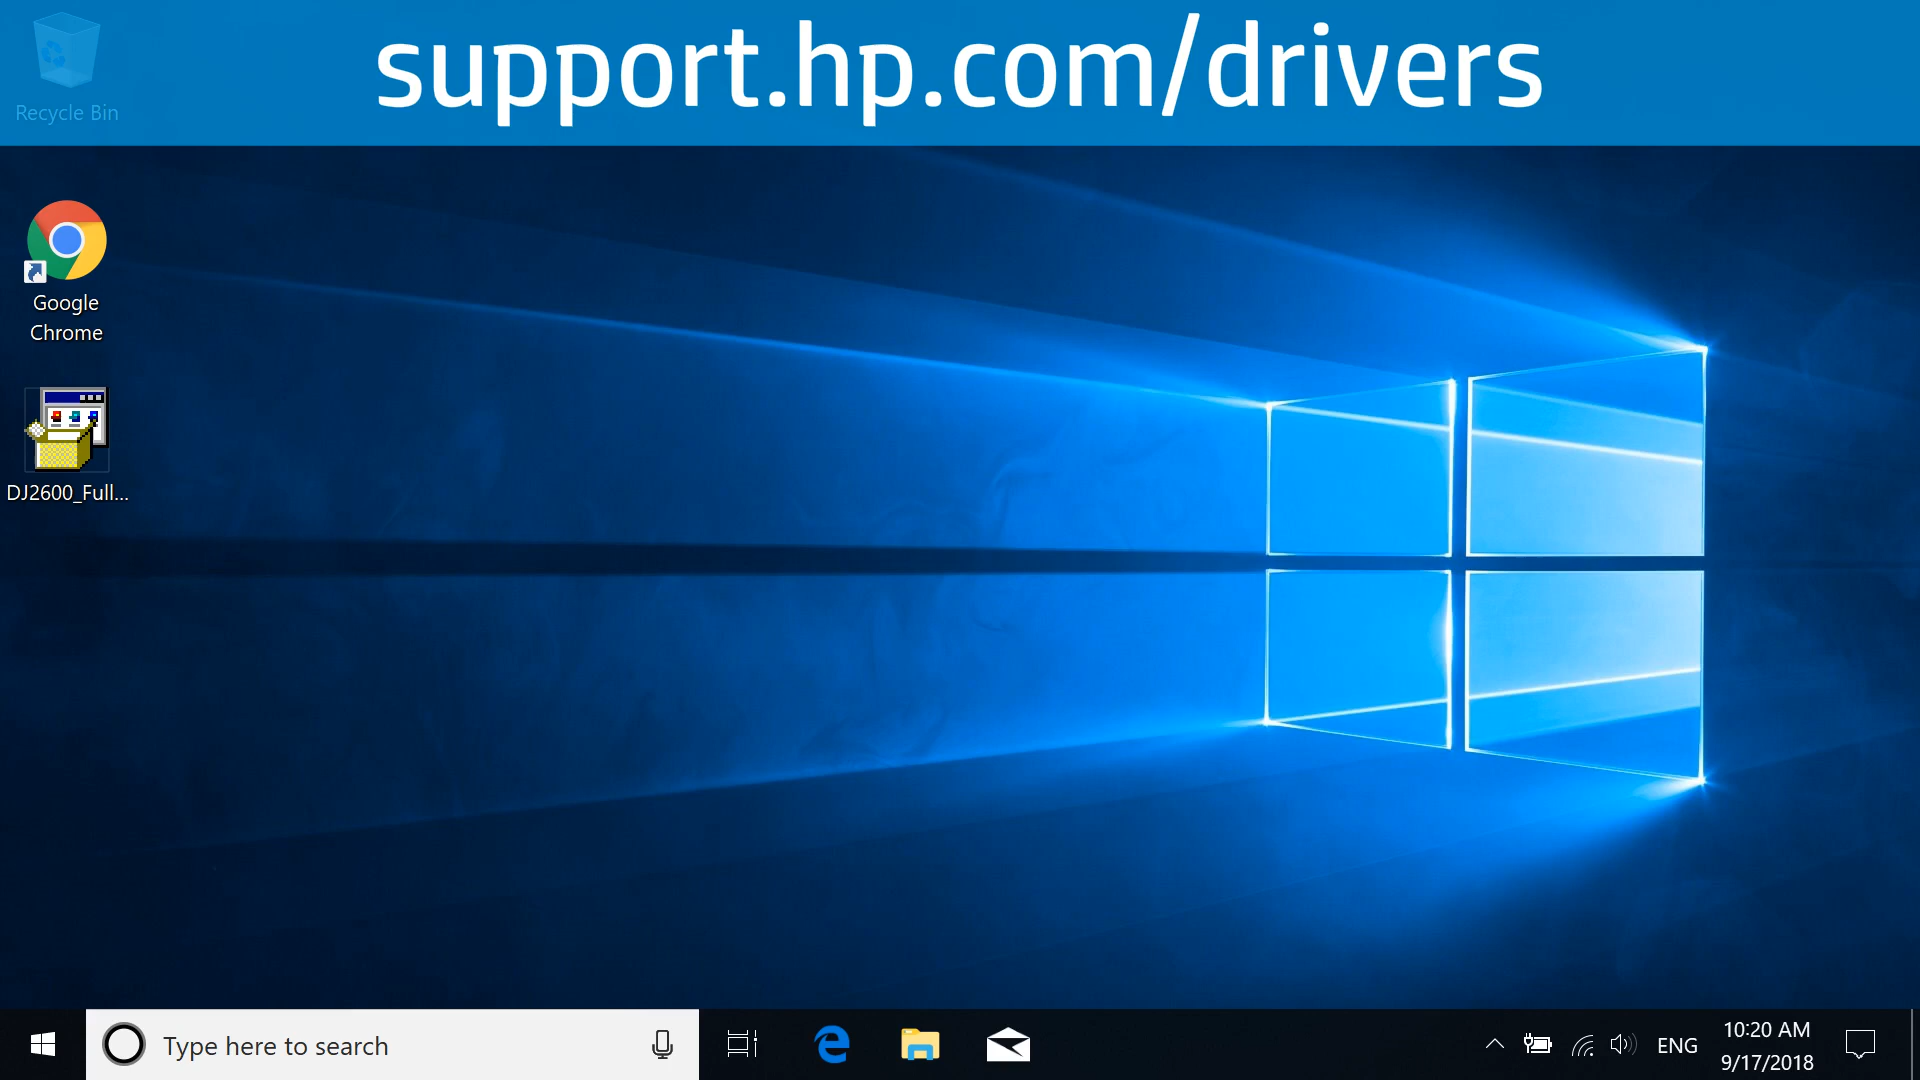 support.hp.com/drivers
Recycle Bin
Google
Chrome
DJ2600_Full...
Type here to search
ENG
10:20 AM
9/17/2018